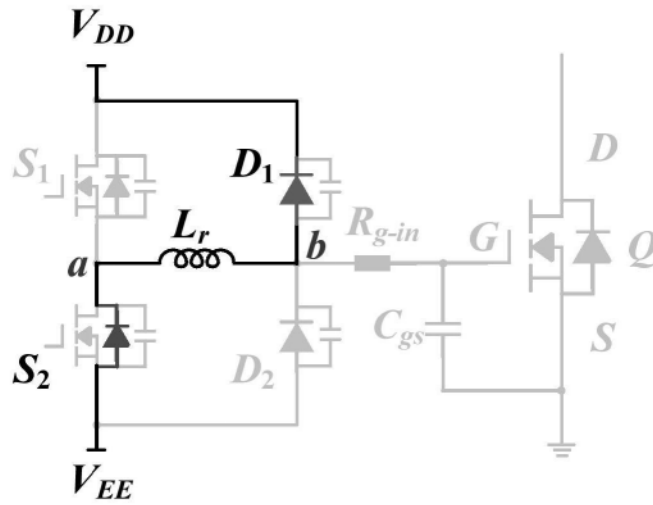 V_DD
S_1
D_1
D
L_r
R_g-in
a
b
G
Q
S_2
D_2
C_gs
S
V_EE